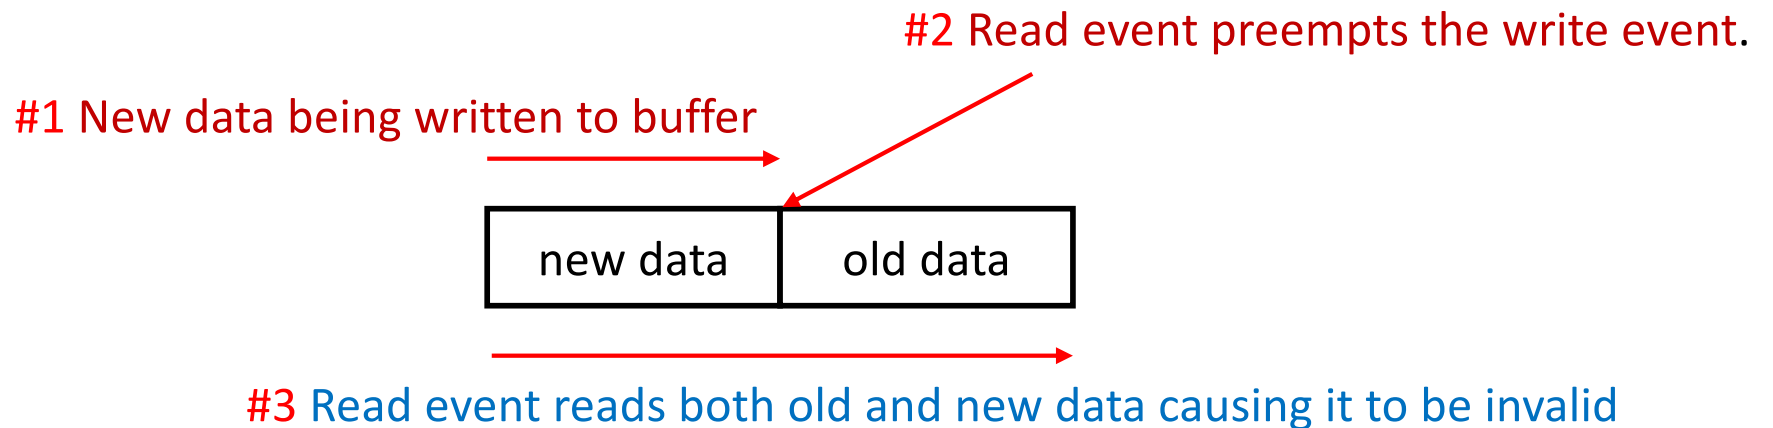 #2 Read event preempts the write event.
#1 New data being written to buffer
new data
old data
#3 Read event reads both old and new data causing it to be invalid